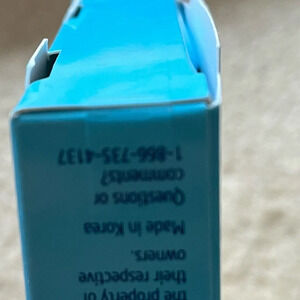 the property of
their respective
owners.
Made in Korea
Questions or
comments?
1-866-735-4137